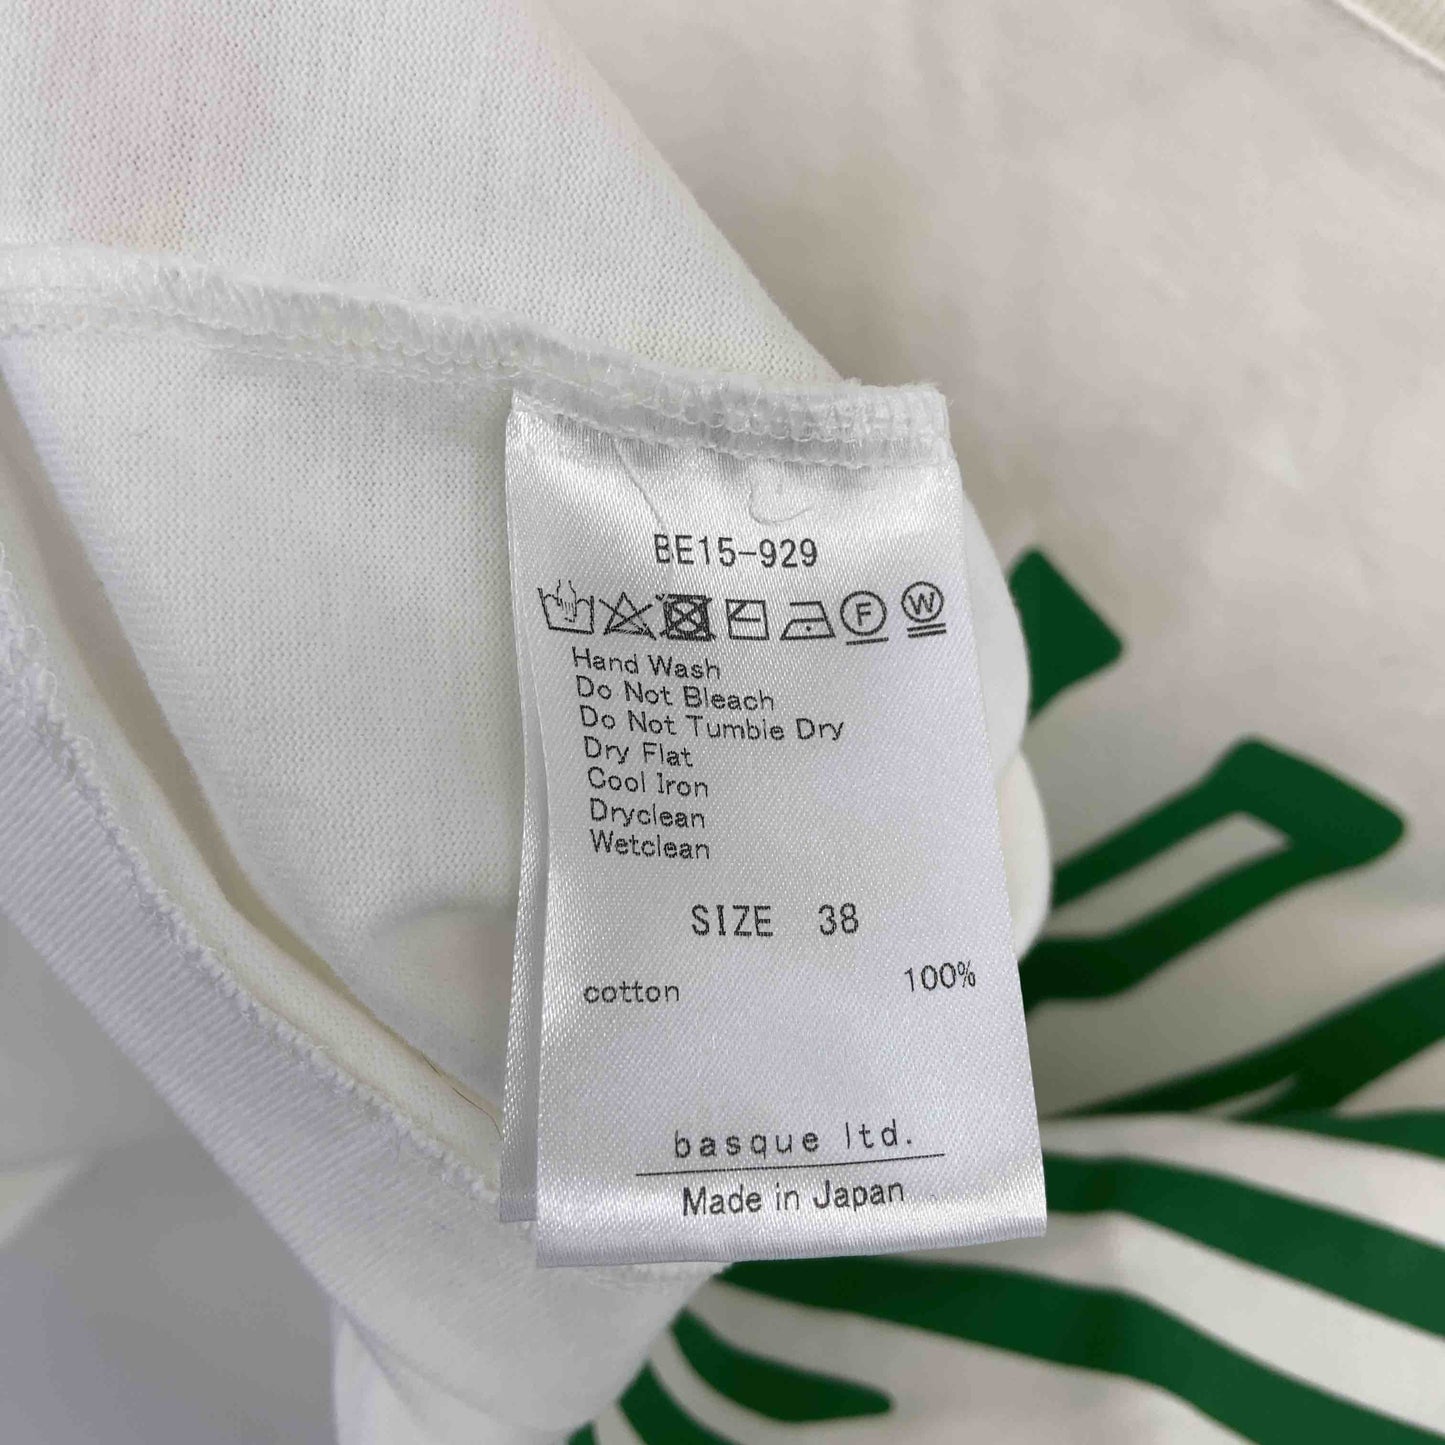 BE15-929
F W
Hand Wash
Do Not Bleach
Do Not Tumble Dry
Dry Flat
Cool Iron
Dryclean
Wetclean
SIZE 38
cotton 100%
basque ltd.
Made in Japan